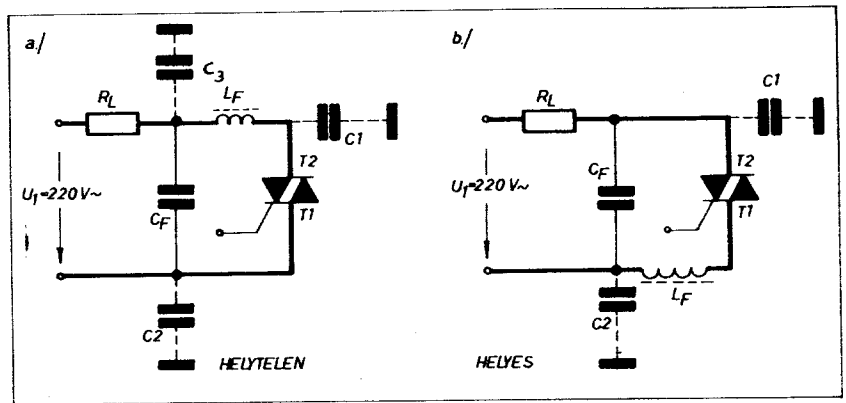 a./
C3
RL
LF
C1
T2
U1=220V~
CF
T1
C2
HELYTELEN
b./
C1
RL
T2
CF
U1=220V~
T1
LF
C2
HELYES